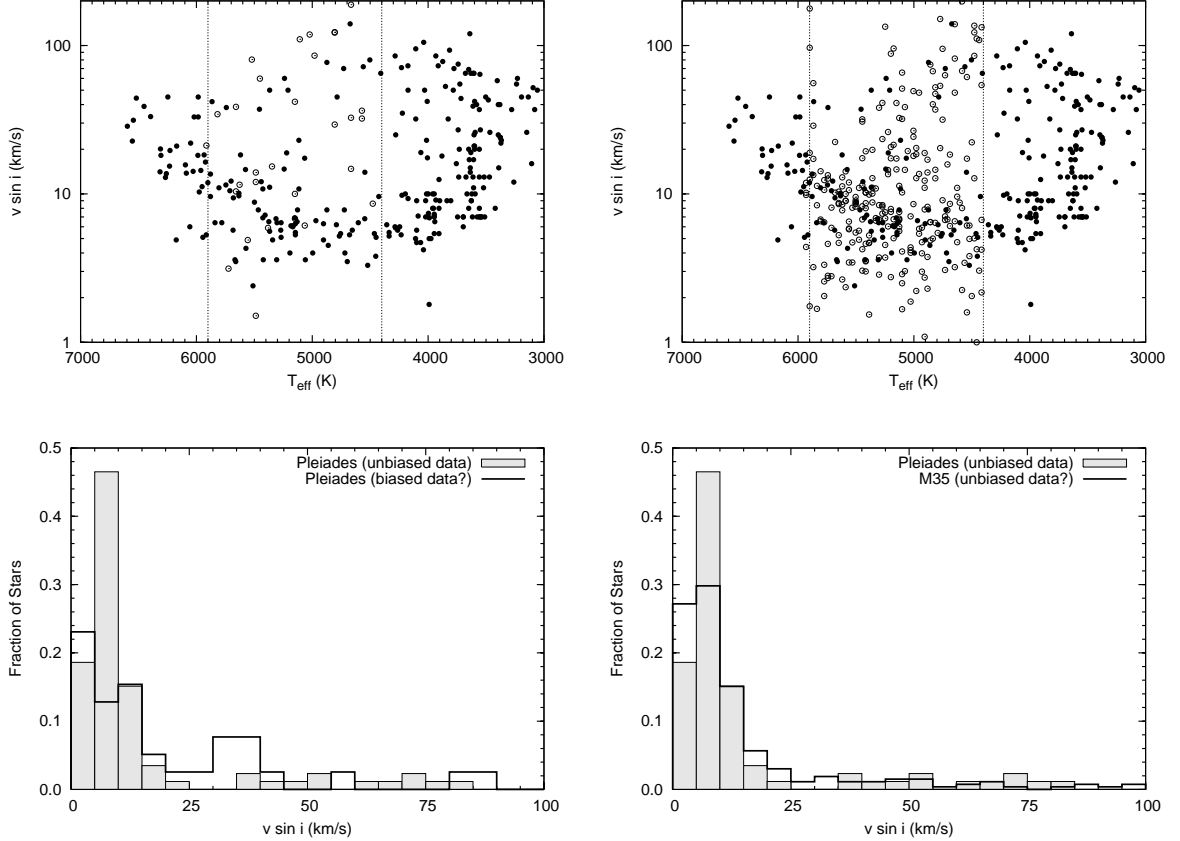 100
10
1
7000 6000 5000 4000 3000
v sin i (km/s)
T_eff (K)
100
10
1
7000 6000 5000 4000 3000
v sin i (km/s)
T_eff (K)
0.5
0.4
0.3
0.2
0.1
0.0
0 25 50 75 100
Fraction of Stars
v sin i (km/s)
Pleiades (unbiased data)
Pleiades (biased data?)
0.5
0.4
0.3
0.2
0.1
0.0
0 25 50 75 100
Fraction of Stars
v sin i (km/s)
Pleiades (unbiased data)
M35 (unbiased data?)